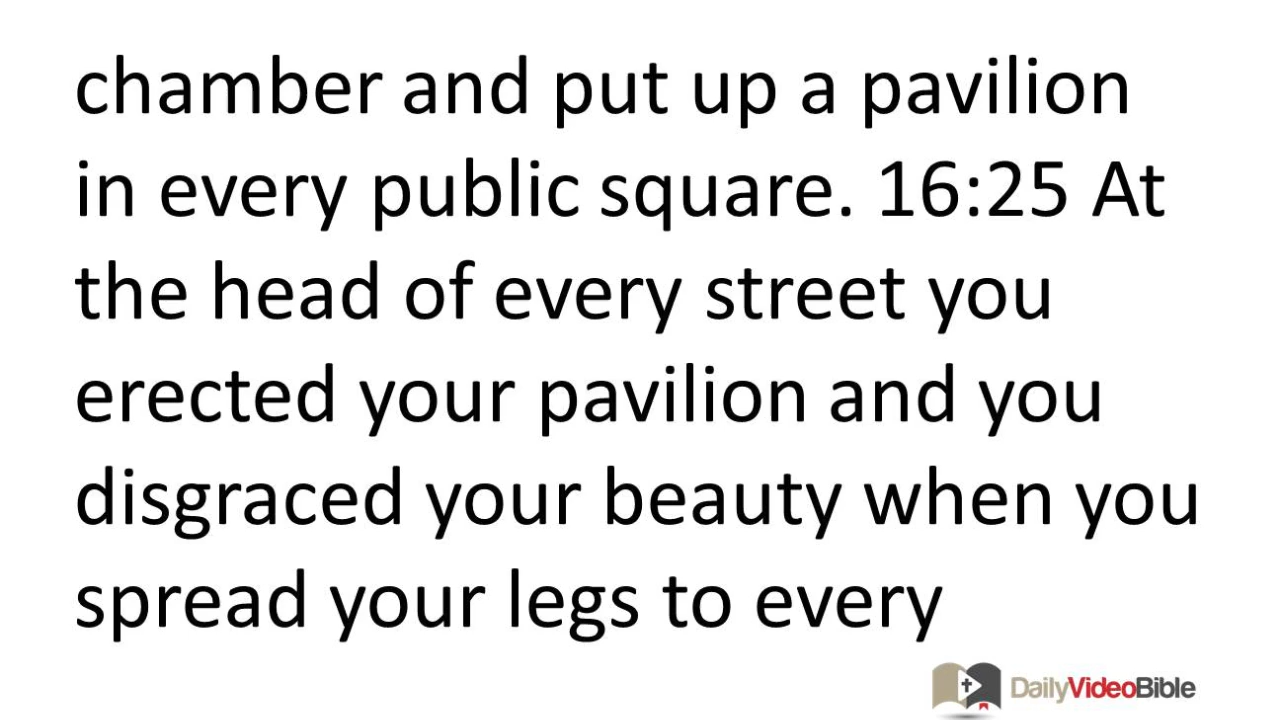 chamber and put up a pavilion
in every public square. 16:25 At
the head of every street you
erected your pavilion and you
disgraced your beauty when you
spread your legs to every
DailyVideoBible